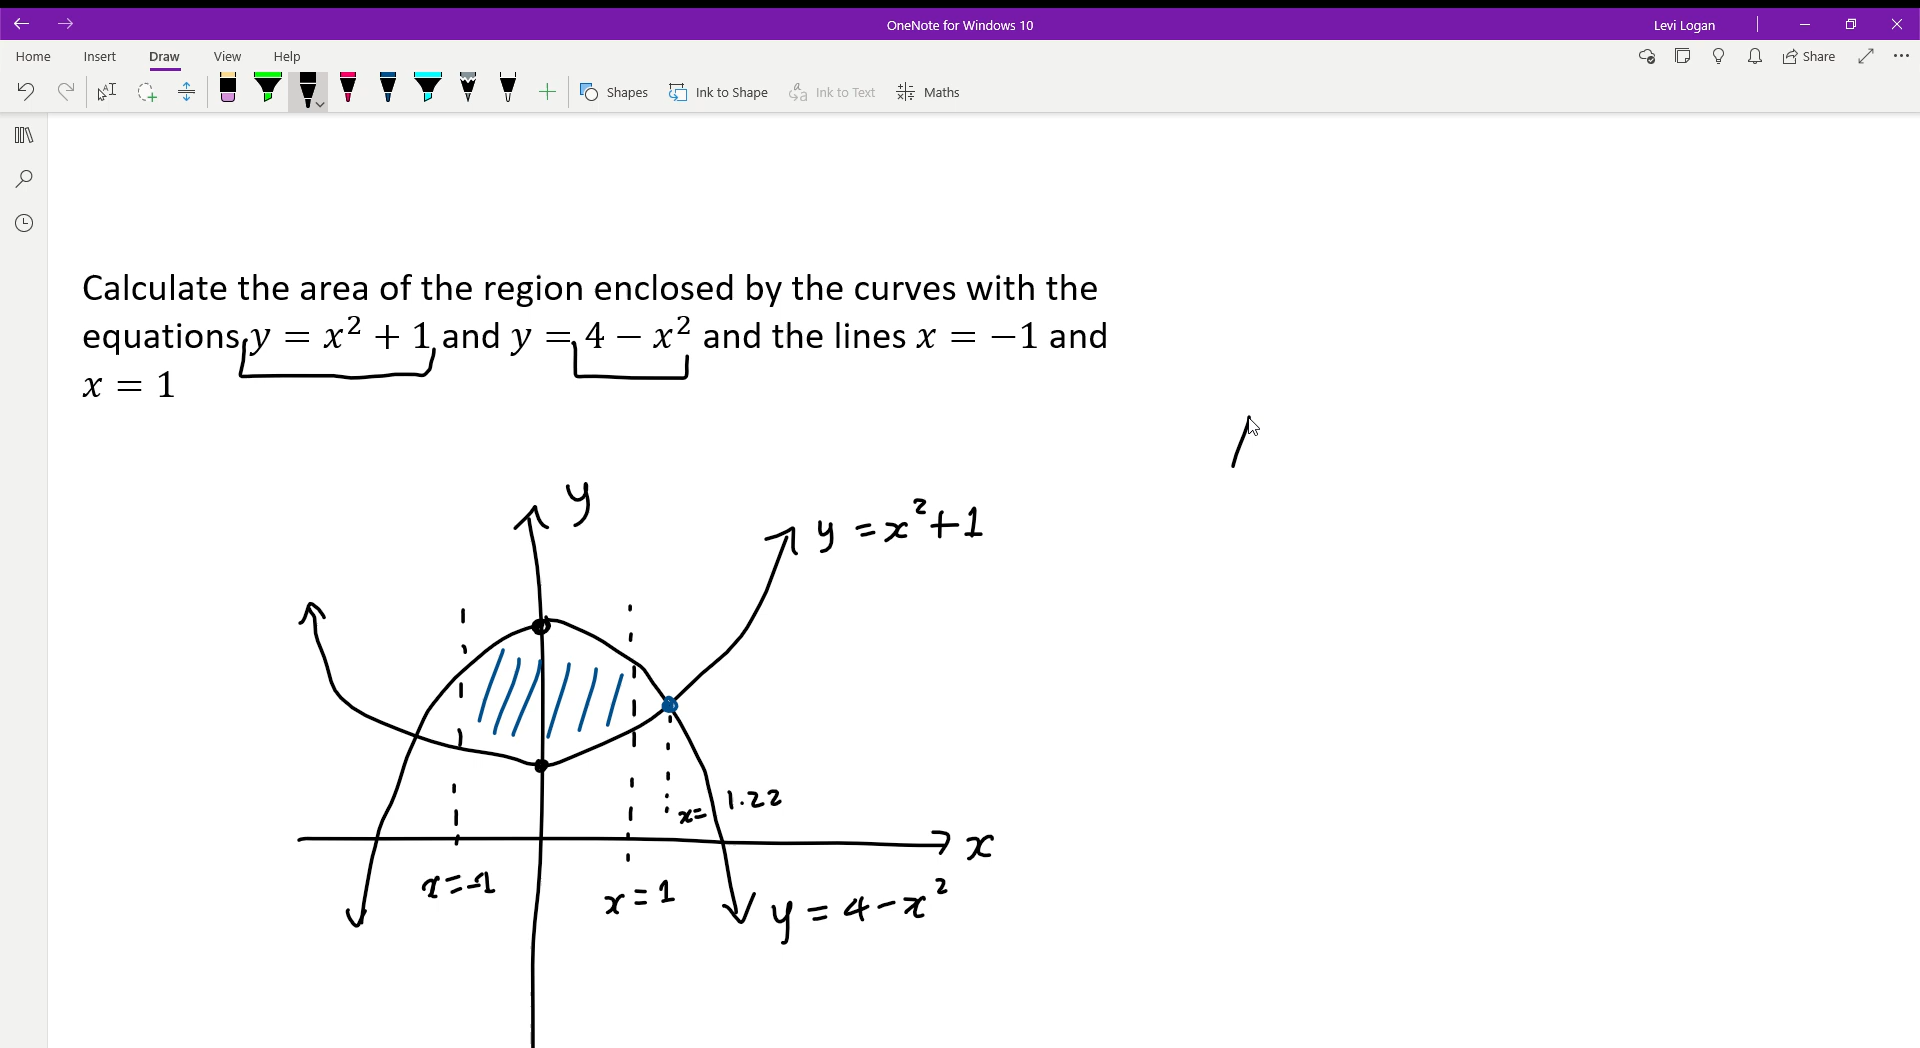 OneNote for Windows 10
Levi Logan
Home Insert Draw View Help
Share
Shapes Ink to Shape Ink to Text Maths
Calculate the area of the region enclosed by the curves with the
equations y = x² + 1 and y = 4 − x² and the lines x = −1 and
x = 1
y
y = x² + 1
1.22
x =
x
x = -1
x = 1
y = 4 - x²